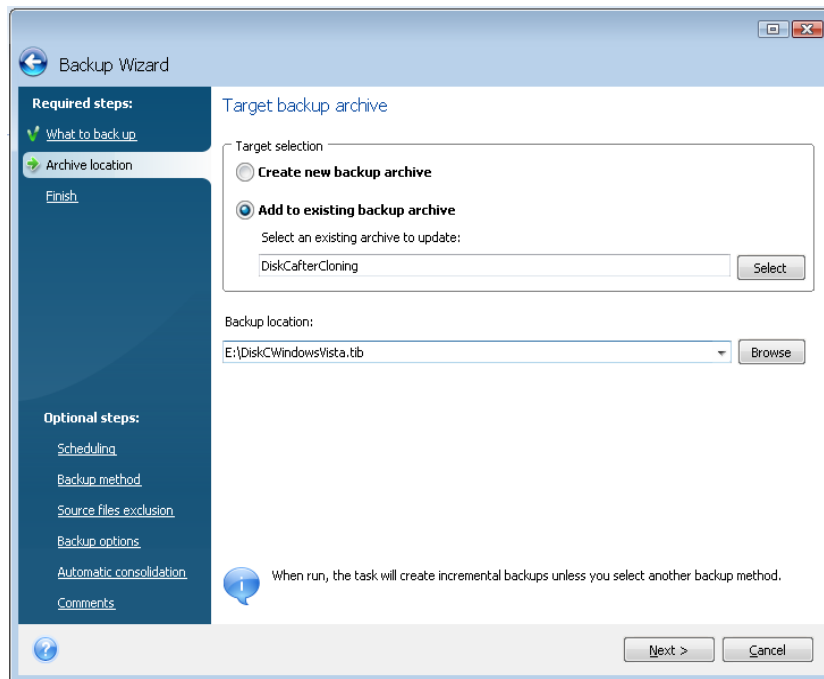 Backup Wizard
Required steps:
What to back up
Archive location
Finish
Optional steps:
Scheduling
Backup method
Source files exclusion
Backup options
Automatic consolidation
Comments
Target backup archive
Target selection
Create new backup archive
Add to existing backup archive
Select an existing archive to update:
DiskCafterCloning
Select
Backup location:
E:\DiskCWindowsVista.tib
Browse
When run, the task will create incremental backups unless you select another backup method.
Next >
Cancel